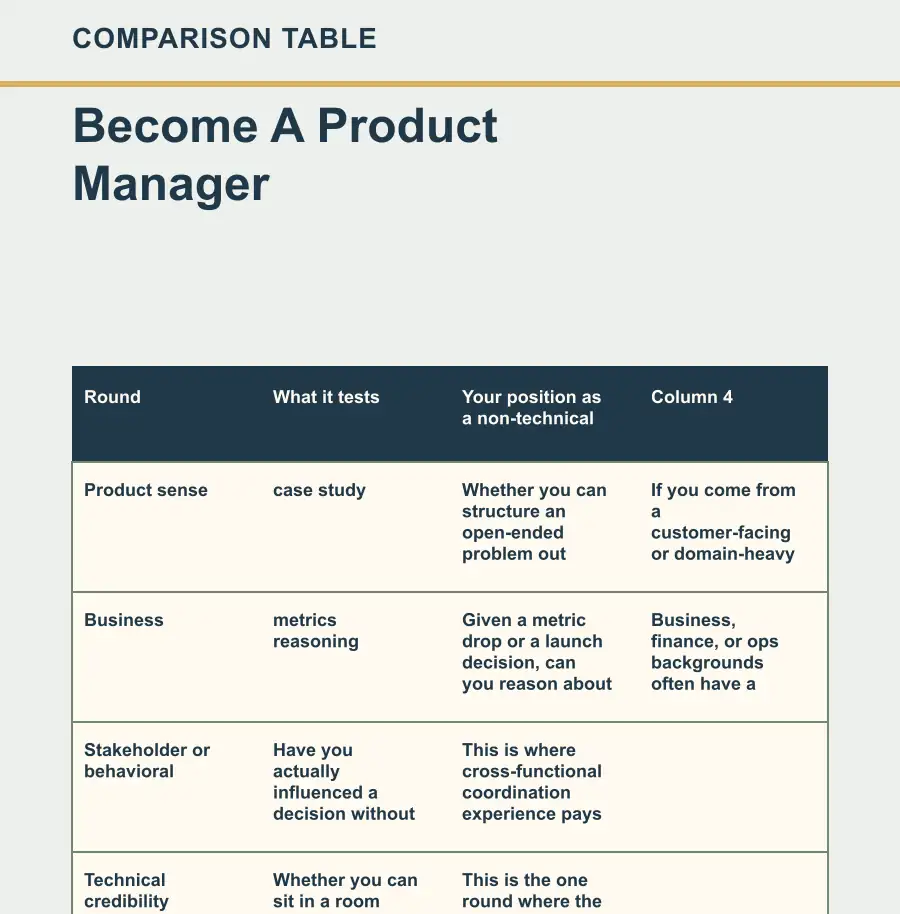 COMPARISON TABLE
Become A Product
Manager
Round
What it tests
Your position as
a non-technical
Column 4
Product sense
case study
Whether you can
structure an
open-ended
problem out
If you come from
a
customer-facing
or domain-heavy
Business
metrics
reasoning
Given a metric
drop or a launch
decision, can
you reason about
Business,
finance, or ops
backgrounds
often have a
Stakeholder or
behavioral
Have you
actually
influenced a
decision without
This is where
cross-functional
coordination
experience pays
Technical
credibility
Whether you can
sit in a room
This is the one
round where the